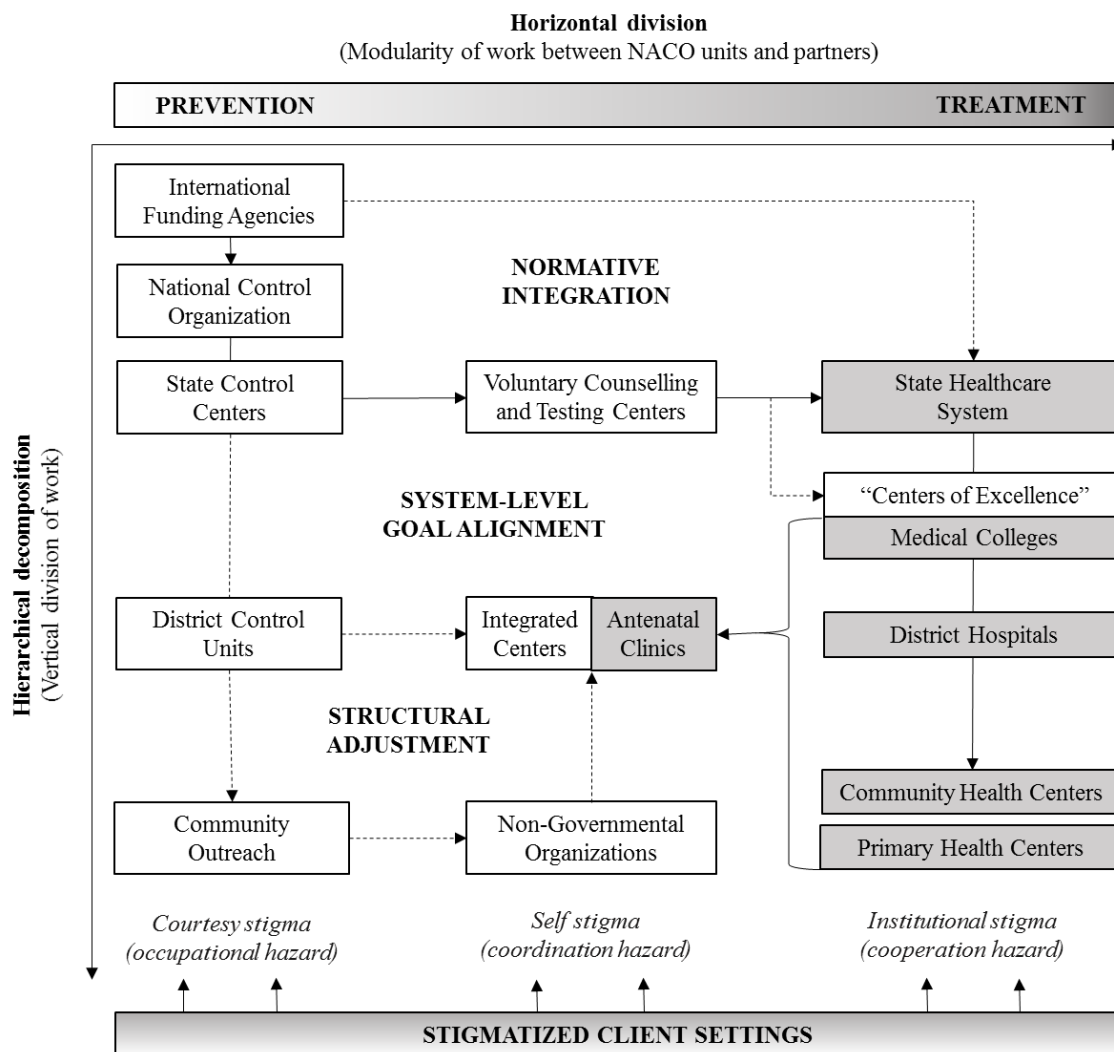 Horizontal division
(Modularity of work between NACO units and partners)
PREVENTION
TREATMENT
Hierarchical decomposition
(Vertical division of work)
International
Funding Agencies
National Control
Organization
NORMATIVE
INTEGRATION
State Control
Centers
Voluntary Counselling
and Testing Centers
State Healthcare
System
SYSTEM-LEVEL
GOAL ALIGNMENT
“Centers of Excellence”
Medical Colleges
District Control
Units
Integrated
Centers
Antenatal
Clinics
District Hospitals
STRUCTURAL
ADJUSTMENT
Community
Outreach
Non-Governmental
Organizations
Community Health Centers
Primary Health Centers
Courtesy stigma
(occupational hazard)
Self stigma
(coordination hazard)
Institutional stigma
(cooperation hazard)
STIGMATIZED CLIENT SETTINGS